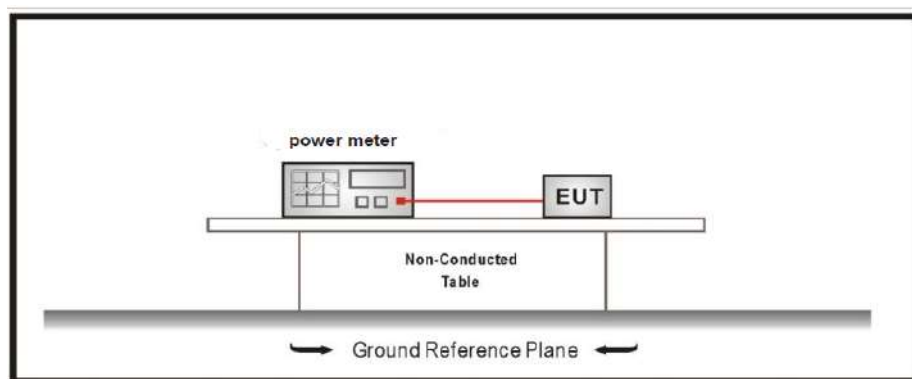 power meter
EUT
Non-Conducted
Table
Ground Reference Plane